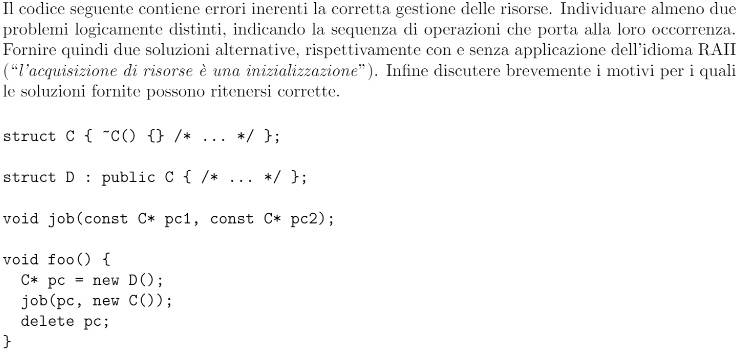 Il codice seguente contiene errori inerenti la corretta gestione delle risorse. Individuare almeno due
problemi logicamente distinti, indicando la sequenza di operazioni che porta alla loro occorrenza.
Fornire quindi due soluzioni alternative, rispettivamente con e senza applicazione dell'idioma RAII
(“l'acquisizione di risorse è una inizializzazione”). Infine discutere brevemente i motivi per i quali
le soluzioni fornite possono ritenersi corrette.
struct C { ~C() {} /* ... */ };
struct D : public C { /* ... */ };
void job(const C* pc1, const C* pc2);
void foo() {
  C* pc = new D();
  job(pc, new C());
  delete pc;
}